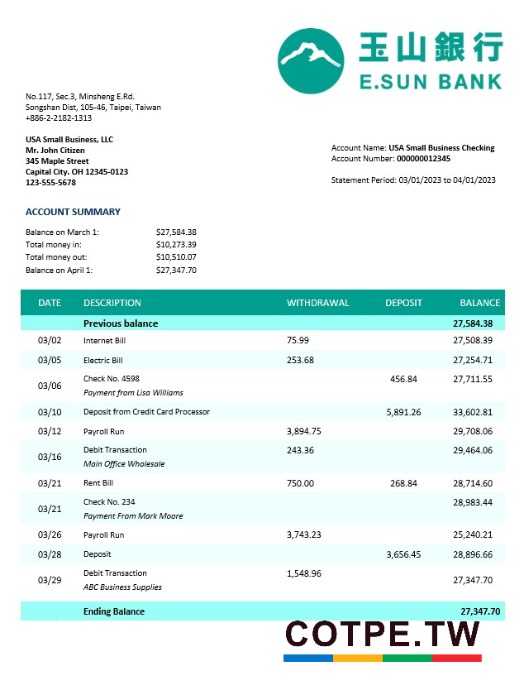 玉山銀行
E.SUN BANK
No.117, Sec.3, Minsheng E.Rd.
Songshan Dist, 105-46, Taipei, Taiwan
+886-2-2182-1313
USA Small Business, LLC
Mr. John Citizen
345 Maple Street
Capital City. OH 12345-0123
123-555-5678
Account Name: USA Small Business Checking
Account Number: 000000012345
Statement Period: 03/01/2023 to 04/01/2023
ACCOUNT SUMMARY
Balance on March 1: $27,584.38
Total money in: $10,273.39
Total money out: $10,510.07
Balance on April 1: $27,347.70
DATE DESCRIPTION WITHDRAWAL DEPOSIT BALANCE
Previous balance 27,584.38
03/02 Internet Bill 75.99 27,508.39
03/05 Electric Bill 253.68 27,254.71
03/06 Check No. 4598 456.84 27,711.55
Payment from Lisa Williams
03/10 Deposit from Credit Card Processor 5,891.26 33,602.81
03/12 Payroll Run 3,894.75 29,708.06
03/16 Debit Transaction 243.36 29,464.06
Main Office Wholesale
03/21 Rent Bill 750.00 268.84 28,714.60
03/21 Check No. 234 28,983.44
Payment From Mark Moore
03/26 Payroll Run 3,743.23 25,240.21
03/28 Deposit 3,656.45 28,896.66
03/29 Debit Transaction 1,548.96 27,347.70
ABC Business Supplies
Ending Balance 27,347.70
COTPE.TW